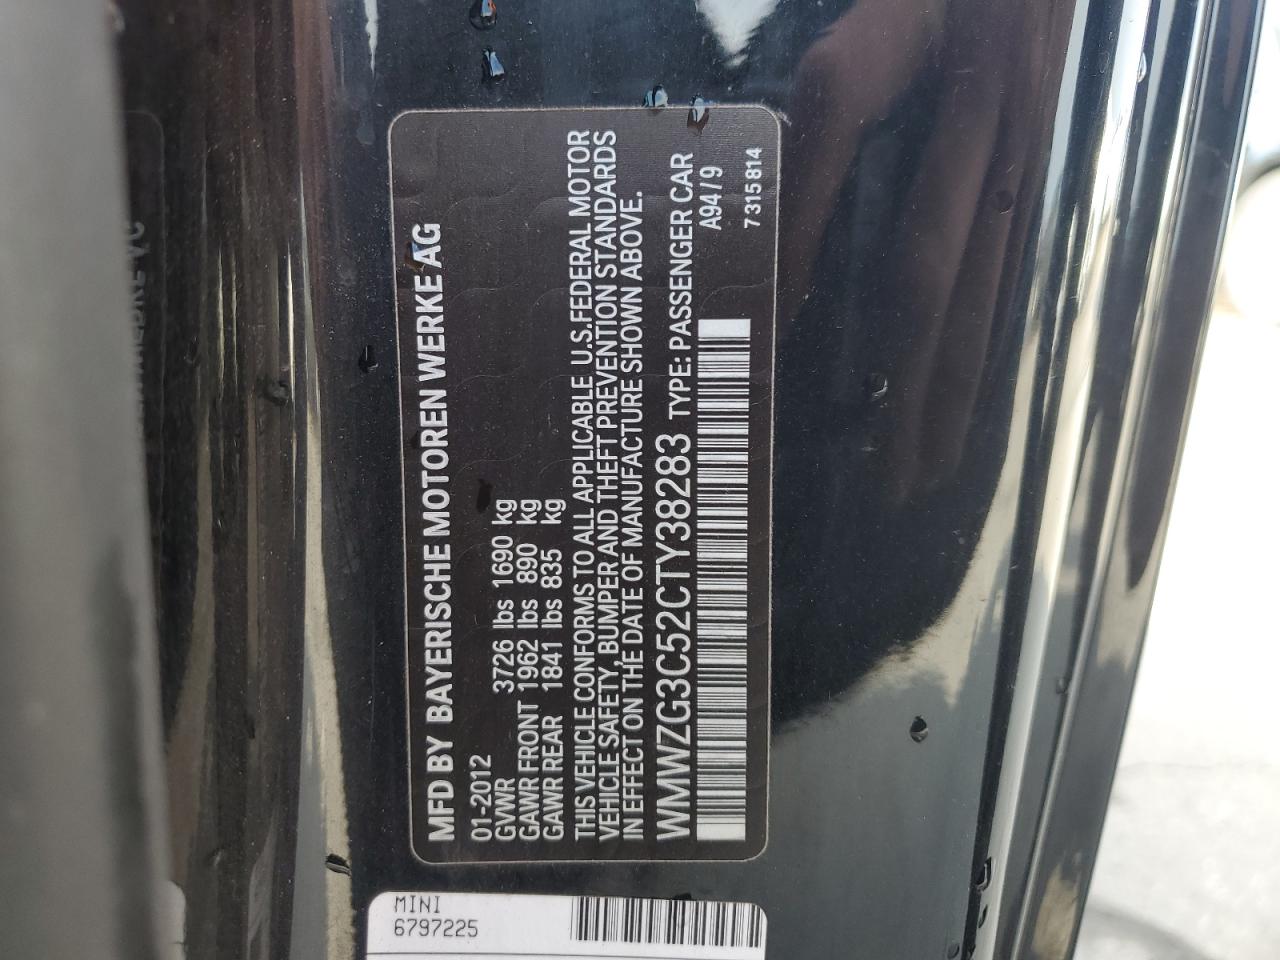 MFD BY BAYERISCHE MOTOREN WERKE AG
01-2012
GVWR 3726 lbs 1690 kg
GAWR FRONT 1962 lbs 890 kg
GAWR REAR 1841 lbs 835 kg
THIS VEHICLE CONFORMS TO ALL APPLICABLE U.S.FEDERAL MOTOR
VEHICLE SAFETY, BUMPER AND THEFT PREVENTION STANDARDS
IN EFFECT ON THE DATE OF MANUFACTURE SHOWN ABOVE.
WMWZG3C52CTY38283 TYPE: PASSENGER CAR
A94/9
7 315 814
MINI
6797225